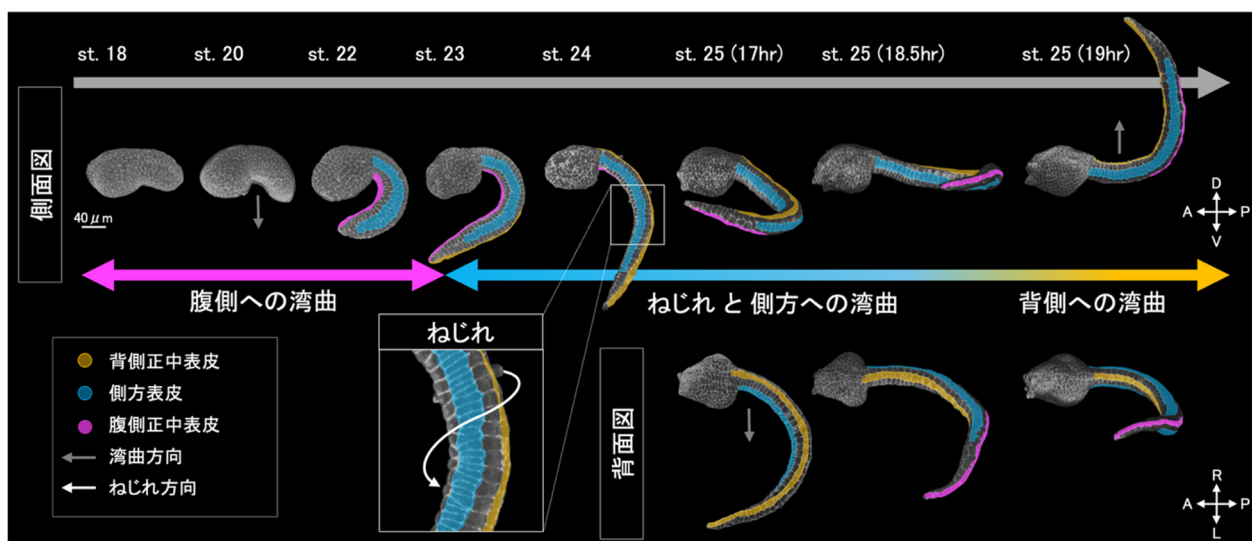 st. 18
st. 20
st. 22
st. 23
st. 24
st. 25 (17hr)
st. 25 (18.5hr)
st. 25 (19hr)
側面図
40μm
D
A
P
V
腹側への湾曲
ねじれ と 側方への湾曲
背側への湾曲
ねじれ
背側正中表皮
側方表皮
腹側正中表皮
湾曲方向
ねじれ方向
背面図
R
A
P
L